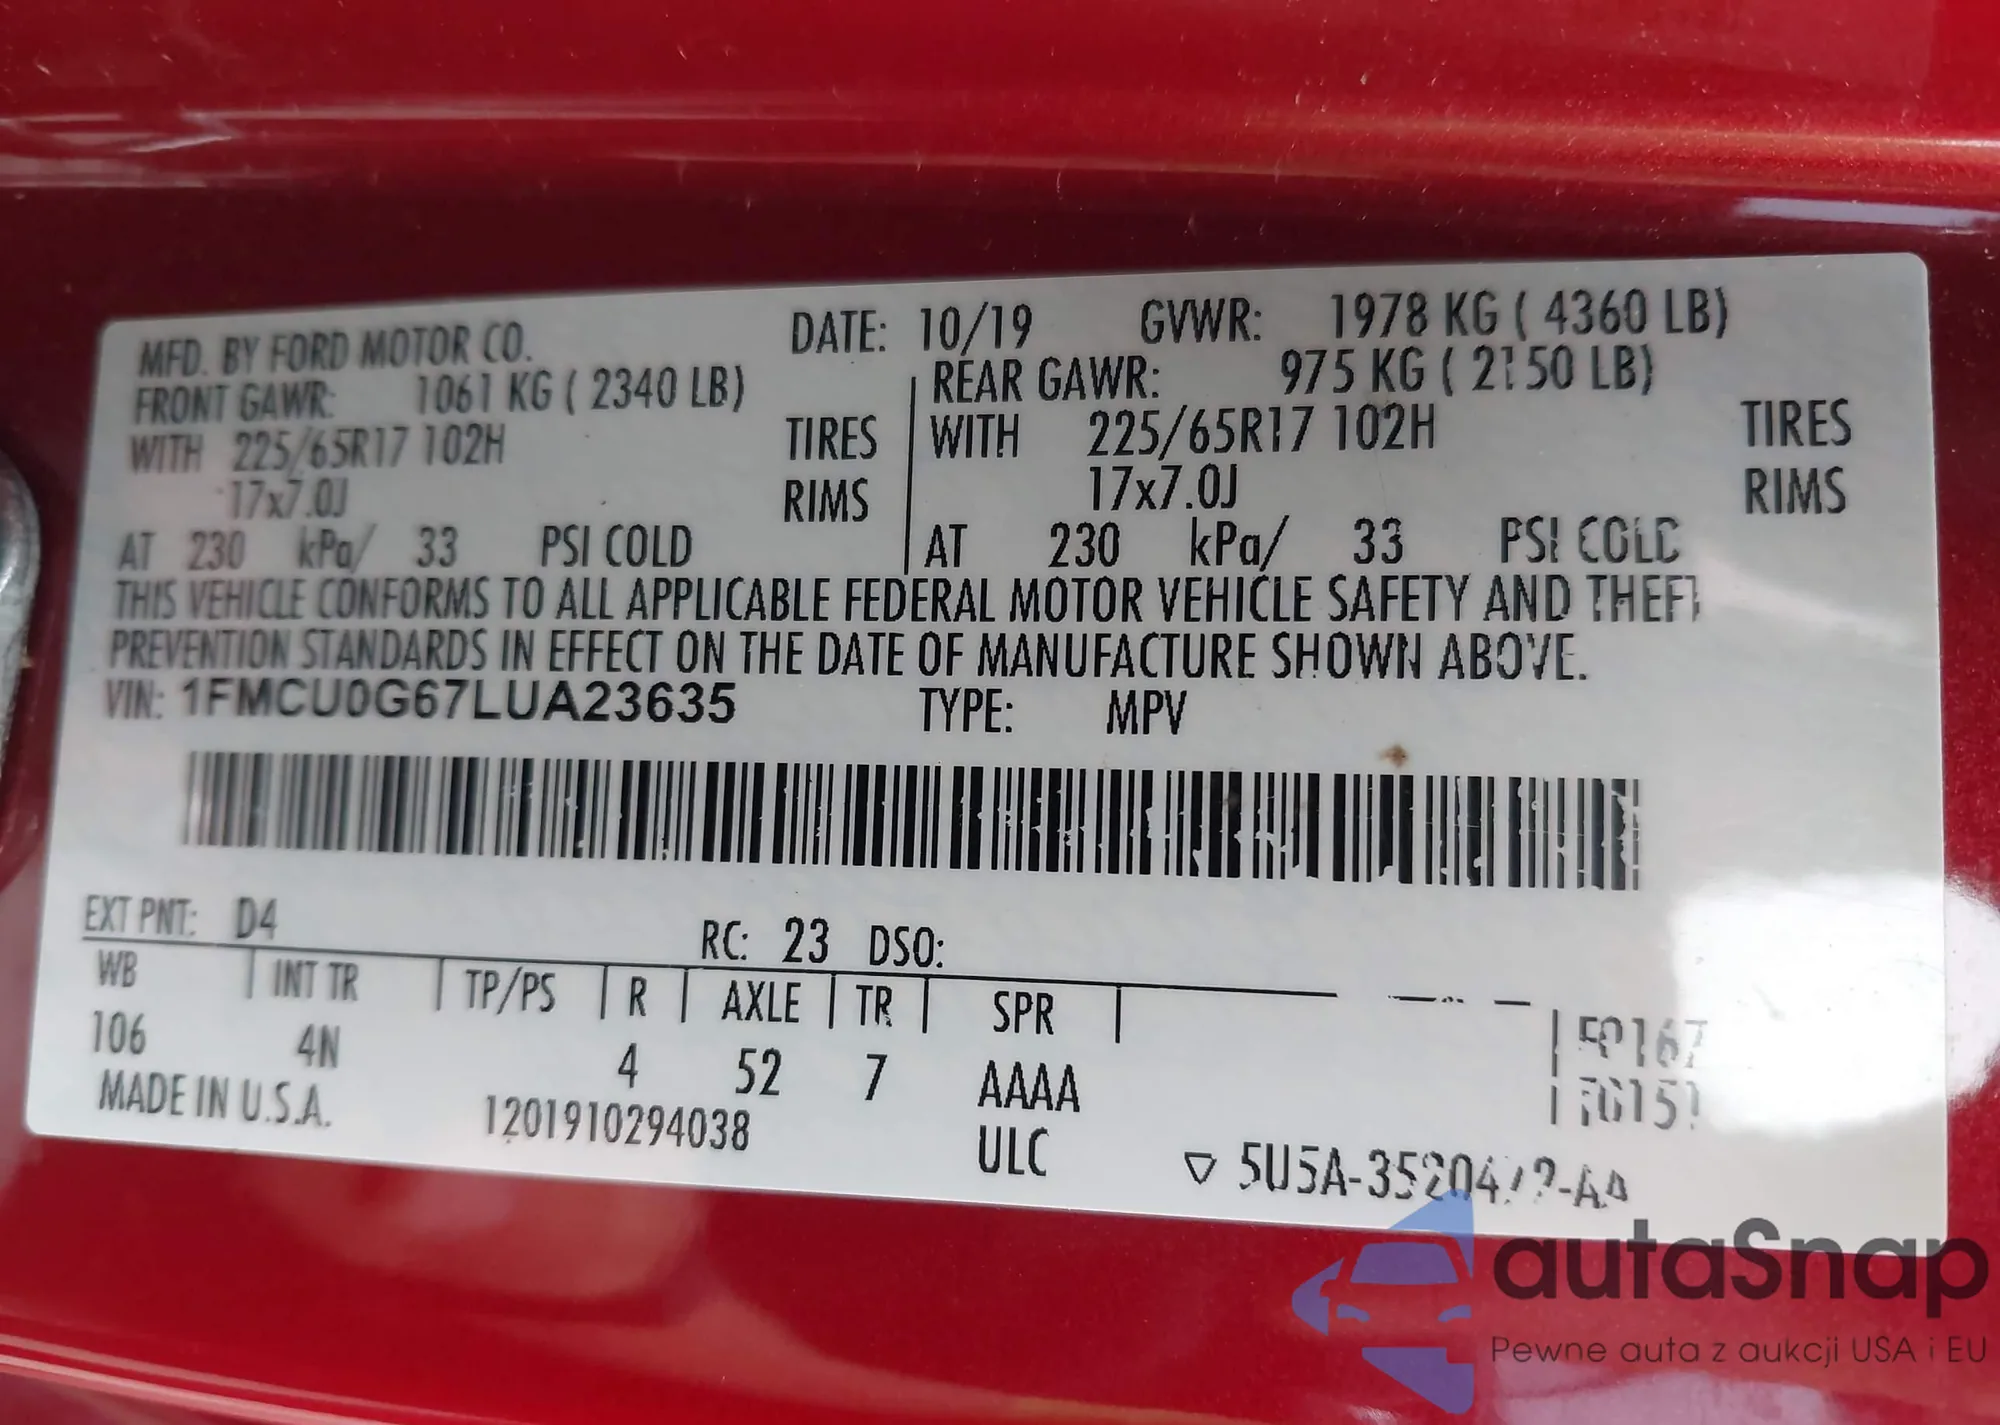 MFD. BY FORD MOTOR CO. DATE: 10/19 GVWR: 1978 KG ( 4360 LB)
FRONT GAWR: 1061 KG ( 2340 LB) REAR GAWR: 975 KG ( 2150 LB)
WITH 225/65R17 102H TIRES WITH 225/65R17 102H TIRES
17x7.0J RIMS 17x7.0J RIMS
AT 230 kPa/ 33 PSI COLD AT 230 kPa/ 33 PSI COLD
THIS VEHICLE CONFORMS TO ALL APPLICABLE FEDERAL MOTOR VEHICLE SAFETY AND THEFT
PREVENTION STANDARDS IN EFFECT ON THE DATE OF MANUFACTURE SHOWN ABOVE.
VIN: 1FMCU0G67LUA23635 TYPE: MPV
EXT PNT: D4 RC: 23 DSO:
WB INT TR TP/PS R AXLE TR SPR
106 4N 4 52 7 AAAA
MADE IN U.S.A. 1201910294038 ULC
autaSnap
Pewne auta z aukcji USA i EU